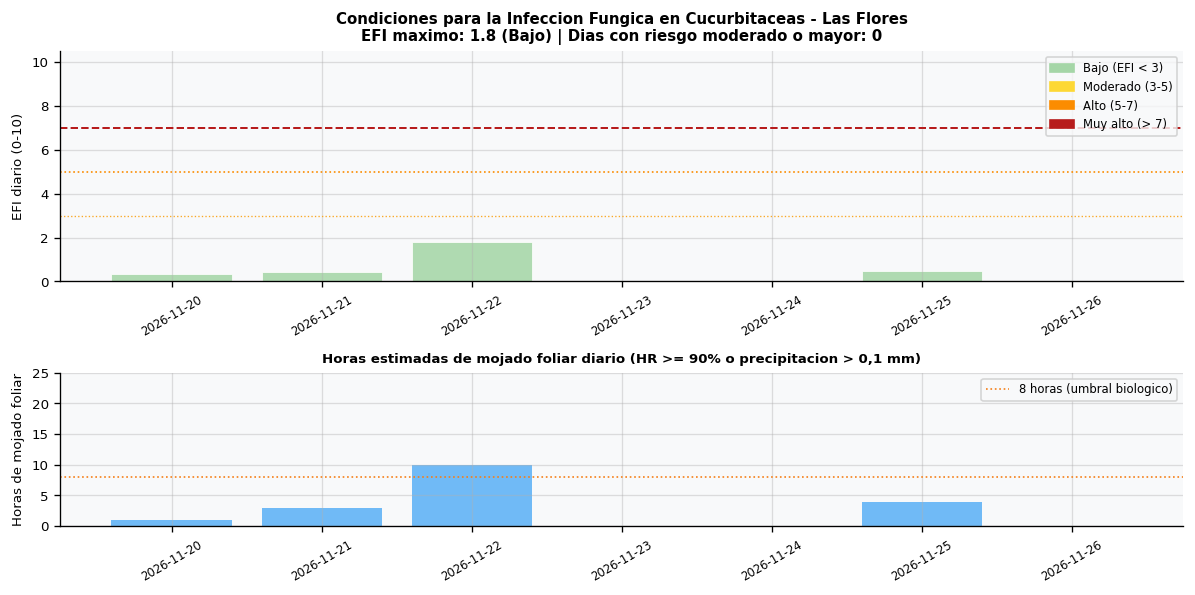 Condiciones para la Infeccion Fungica en Cucurbitaceas - Las Flores
EFI maximo: 1.8 (Bajo) | Dias con riesgo moderado o mayor: 0
EFI diario (0-10)
10
8
6
4
2
0
Bajo (EFI < 3)
Moderado (3-5)
Alto (5-7)
Muy alto (> 7)
2026-11-20
2026-11-21
2026-11-22
2026-11-23
2026-11-24
2026-11-25
2026-11-26
Horas estimadas de mojado foliar diario (HR >= 90% o precipitacion > 0,1 mm)
Horas de mojado foliar
25
20
15
10
5
0
8 horas (umbral biologico)
2026-11-20
2026-11-21
2026-11-22
2026-11-23
2026-11-24
2026-11-25
2026-11-26